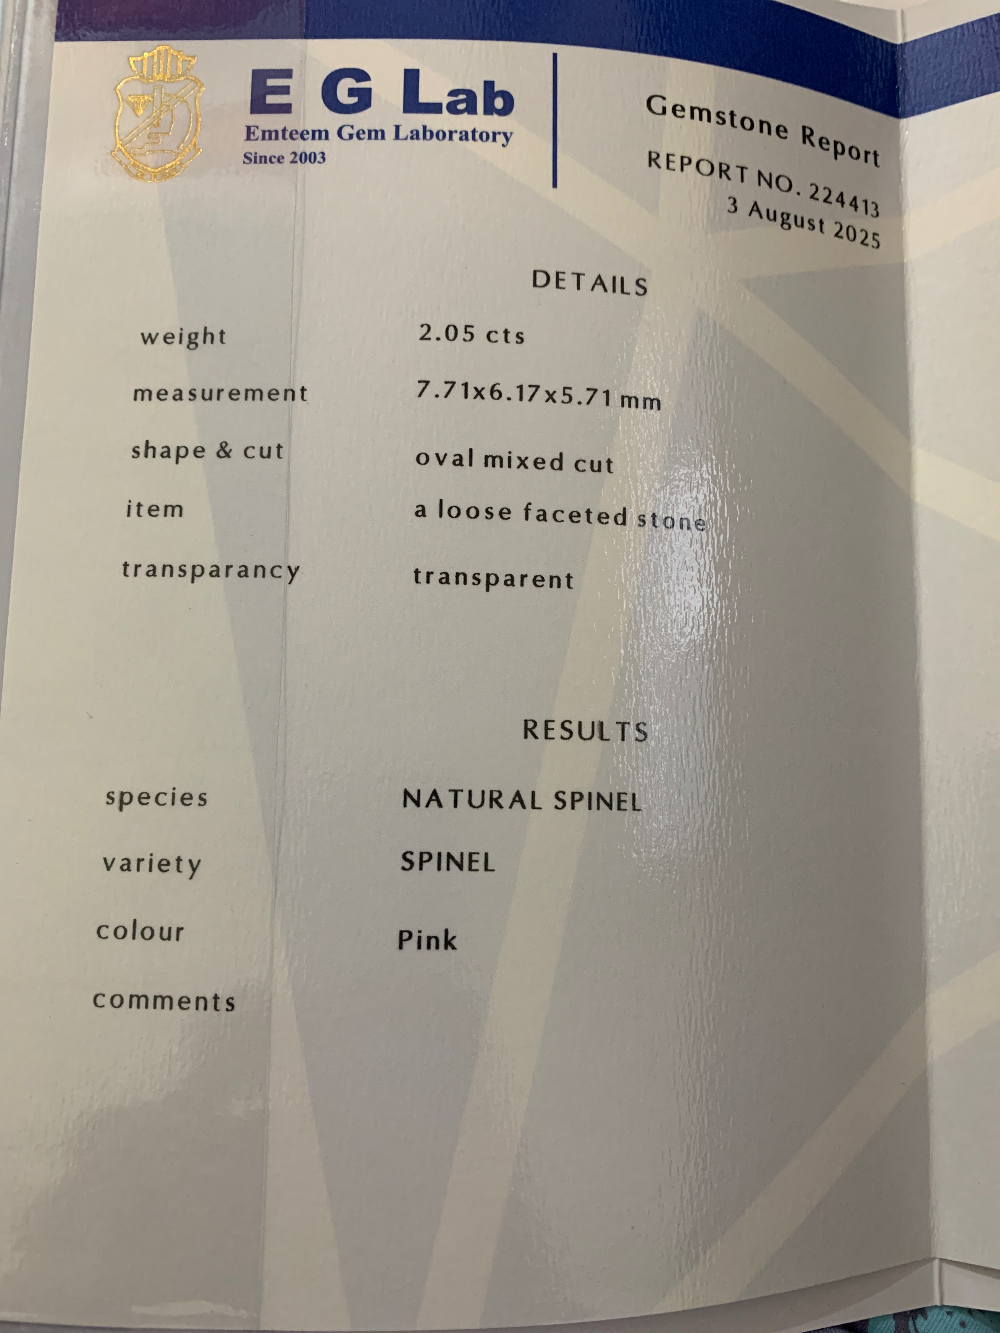 E G Lab
Emteem Gem Laboratory
Since 2003
Gemstone Report
REPORT NO. 224413
3 August 2025
DETAILS
weight 2.05 cts
measurement 7.71x6.17x5.71 mm
shape & cut oval mixed cut
item a loose faceted stone
transparancy transparent
RESULTS
species NATURAL SPINEL
variety SPINEL
colour Pink
comments